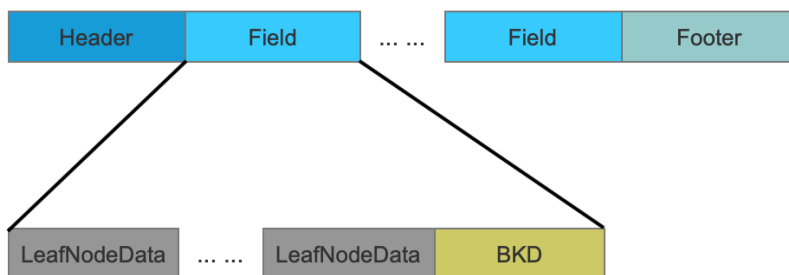 Header Field ... ... Field Footer
LeafNodeData ... ... LeafNodeData BKD